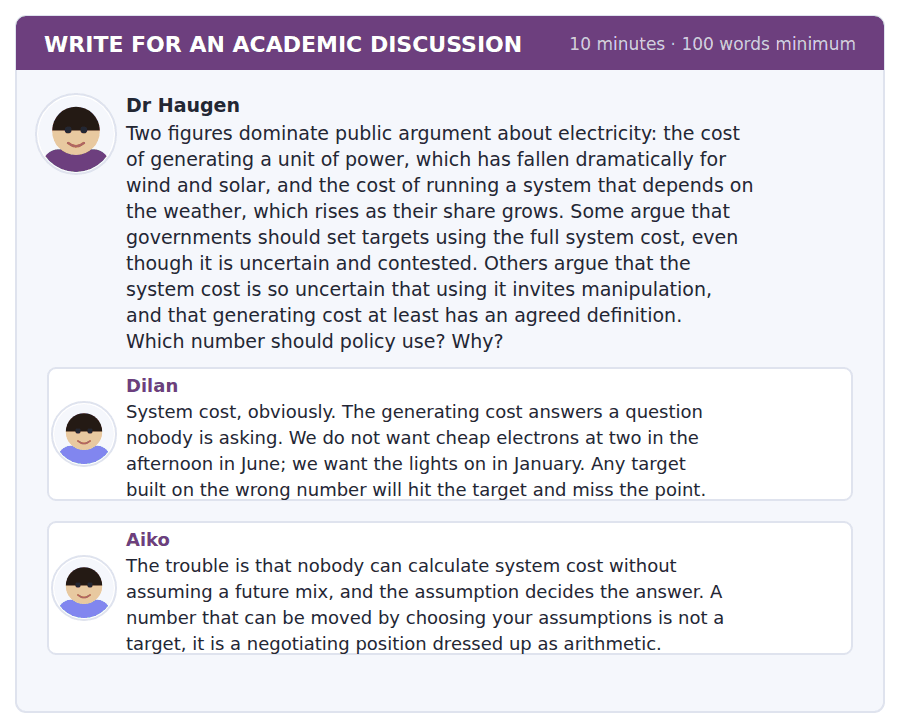 WRITE FOR AN ACADEMIC DISCUSSION
10 minutes · 100 words minimum
Dr Haugen
Two figures dominate public argument about electricity: the cost
of generating a unit of power, which has fallen dramatically for
wind and solar, and the cost of running a system that depends on
the weather, which rises as their share grows. Some argue that
governments should set targets using the full system cost, even
though it is uncertain and contested. Others argue that the
system cost is so uncertain that using it invites manipulation,
and that generating cost at least has an agreed definition.
Which number should policy use? Why?
Dilan
System cost, obviously. The generating cost answers a question
nobody is asking. We do not want cheap electrons at two in the
afternoon in June; we want the lights on in January. Any target
built on the wrong number will hit the target and miss the point.
Aiko
The trouble is that nobody can calculate system cost without
assuming a future mix, and the assumption decides the answer. A
number that can be moved by choosing your assumptions is not a
target, it is a negotiating position dressed up as arithmetic.